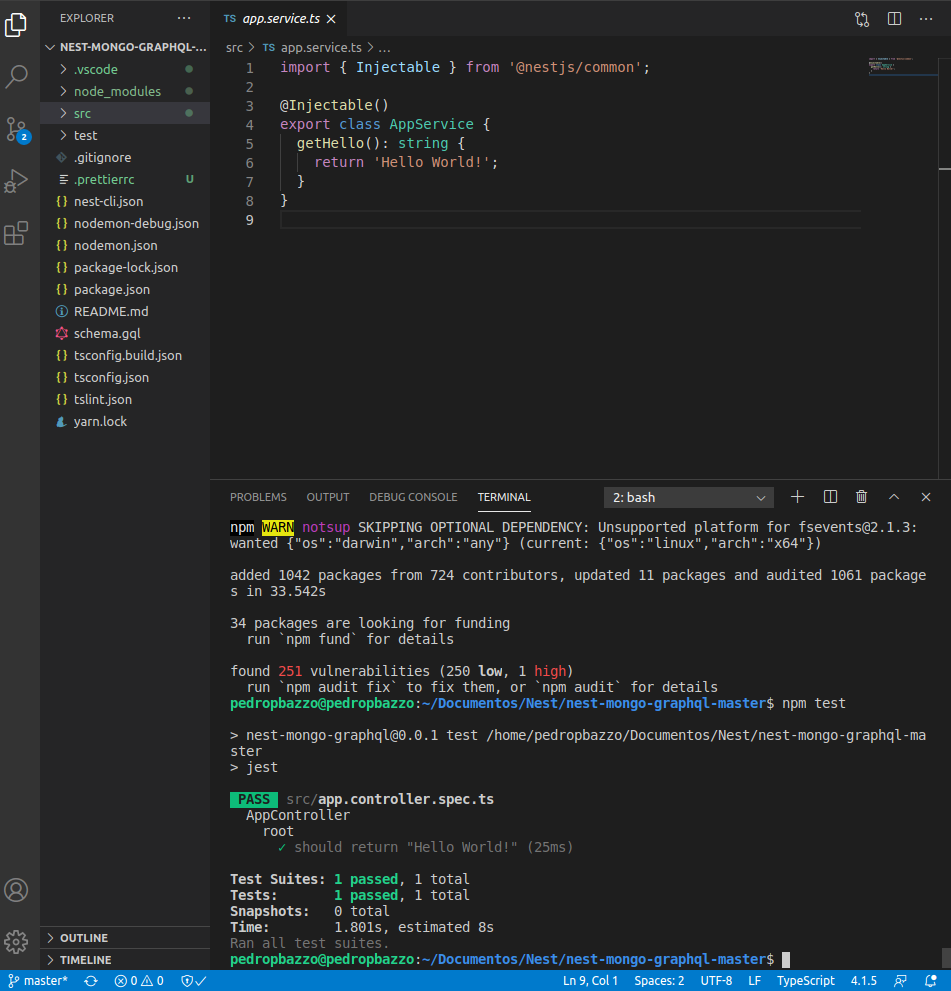 EXPLORER
TS app.service.ts
NEST-MONGO-GRAPHQL-...
.vscode
node_modules
src
test
.gitignore
.prettierrc U
{} nest-cli.json
{} nodemon-debug.json
{} nodemon.json
{} package-lock.json
{} package.json
README.md
schema.gql
{} tsconfig.build.json
{} tsconfig.json
{} tslint.json
yarn.lock
2
src > TS app.service.ts > ...
1 import { Injectable } from '@nestjs/common';
2
3 @Injectable()
4 export class AppService {
5 getHello(): string {
6 return 'Hello World!';
7 }
8 }
9
PROBLEMS OUTPUT DEBUG CONSOLE TERMINAL 2: bash
npm WARN notsup SKIPPING OPTIONAL DEPENDENCY: Unsupported platform for fsevents@2.1.3:
wanted {"os":"darwin","arch":"any"} (current: {"os":"linux","arch":"x64"})
added 1042 packages from 724 contributors, updated 11 packages and audited 1061 package
s in 33.542s
34 packages are looking for funding
run `npm fund` for details
found 251 vulnerabilities (250 low, 1 high)
run `npm audit fix` to fix them, or `npm audit` for details
pedropbazzo@pedropbazzo:~/Documentos/Nest/nest-mongo-graphql-master$ npm test
> nest-mongo-graphql@0.0.1 test /home/pedropbazzo/Documentos/Nest/nest-mongo-graphql-ma
ster
> jest
PASS src/app.controller.spec.ts
AppController
root
✓ should return "Hello World!" (25ms)
Test Suites: 1 passed, 1 total
Tests: 1 passed, 1 total
Snapshots: 0 total
Time: 1.801s, estimated 8s
Ran all test suites.
pedropbazzo@pedropbazzo:~/Documentos/Nest/nest-mongo-graphql-master$
OUTLINE
TIMELINE
master* 0 0 Ln 9, Col 1 Spaces: 2 UTF-8 LF TypeScript 4.1.5